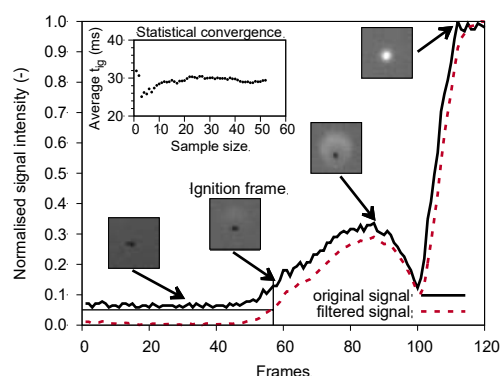 Normalised signal intensity (-)
1.0
0.9
0.8
0.7
0.6
0.5
0.4
0.3
0.2
0.1
0.0
0 20 40 60 80 100 120
Frames
Statistical convergence.
Average tig (ms)
40
30
20
0 10 20 30 40 50 60
Sample size.
Ignition frame.
original signal
filtered signal